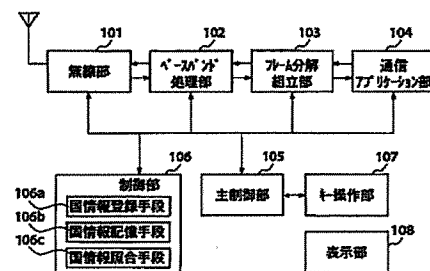 101
102
103
104
無線部
ベースバンド
処理部
フレーム分解
組立部
通信
アプリケーション部
106
105
107
制御部
106a
国情報登録手段
106b
国情報記憶手段
106c
国情報照合手段
主制御部
キー操作部
108
表示部